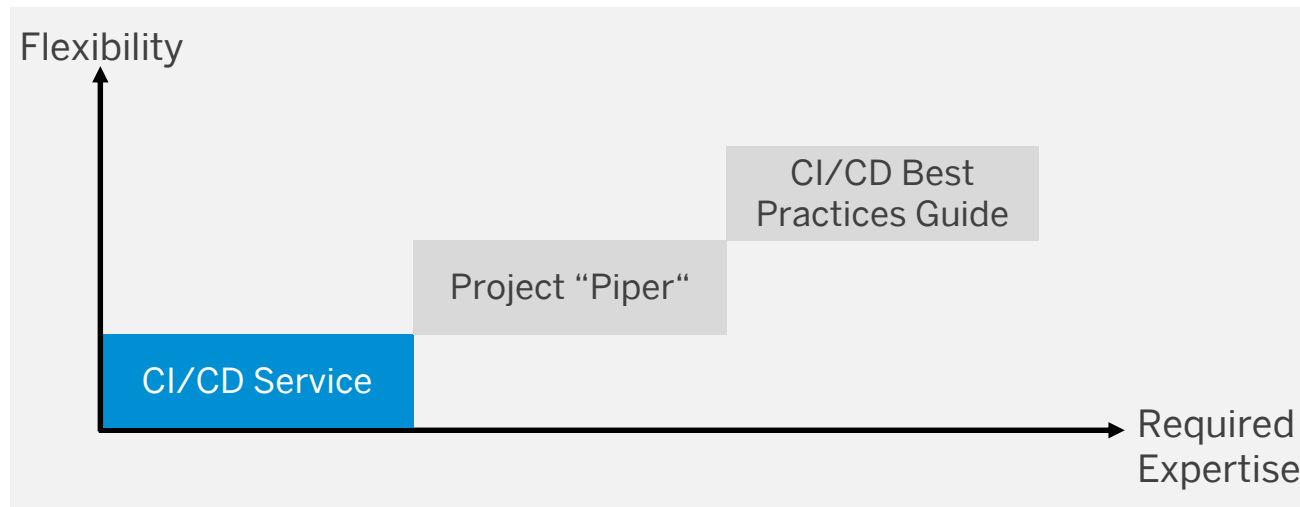 Flexibility
CI/CD Best
Practices Guide
Project “Piper“
CI/CD Service
Required
Expertise